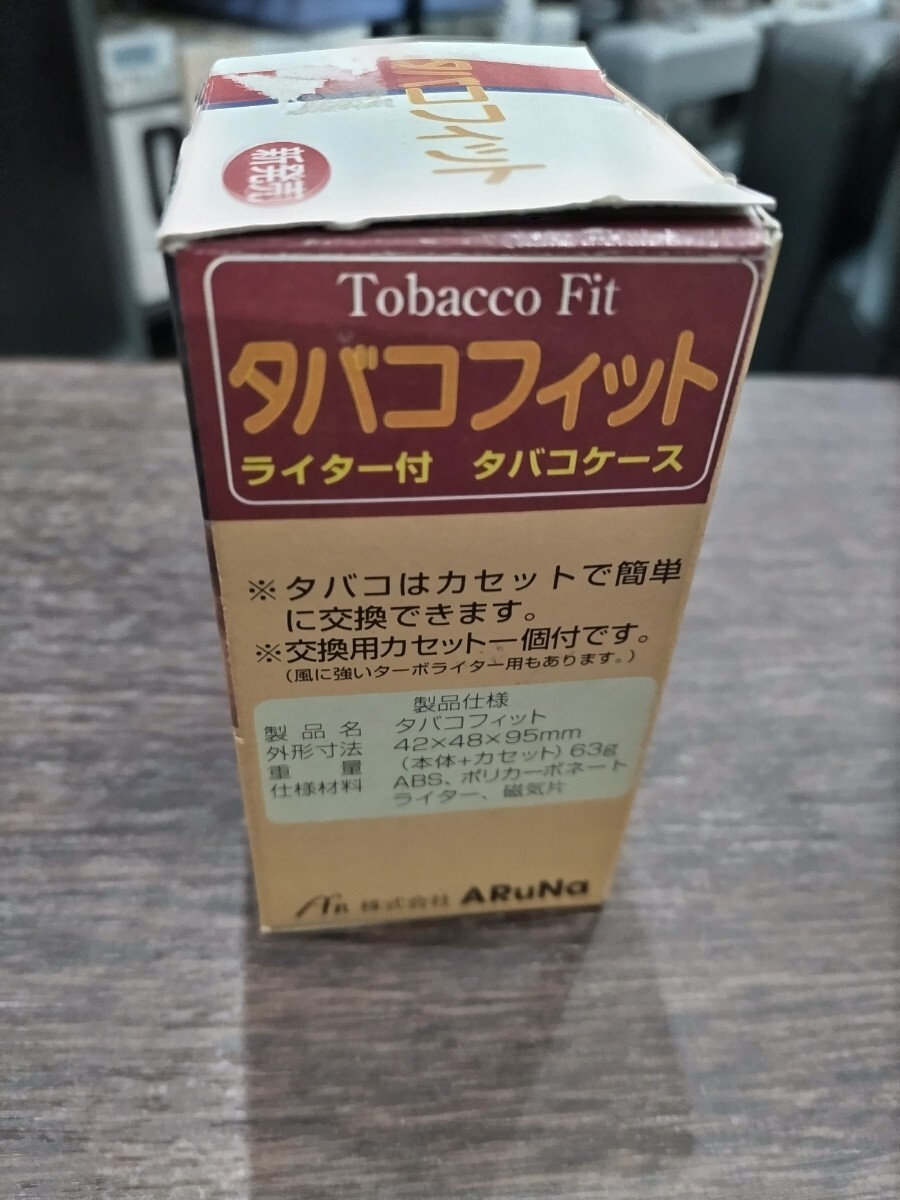 タバコフィット
新発売
Tobacco Fit
タバコフィット
ライター付 タバコケース
※タバコはカセットで簡単
に交換できます。
※交換用カセット一個付です。
(風に強いターボライター用もあります。)
製品仕様
製品名 タバコフィット
外形寸法 42×48×95mm
重量 (本体+カセット)63g
仕様材料 ABS、ポリカーボネート
ライター、磁気片
株式会社 ARuNa